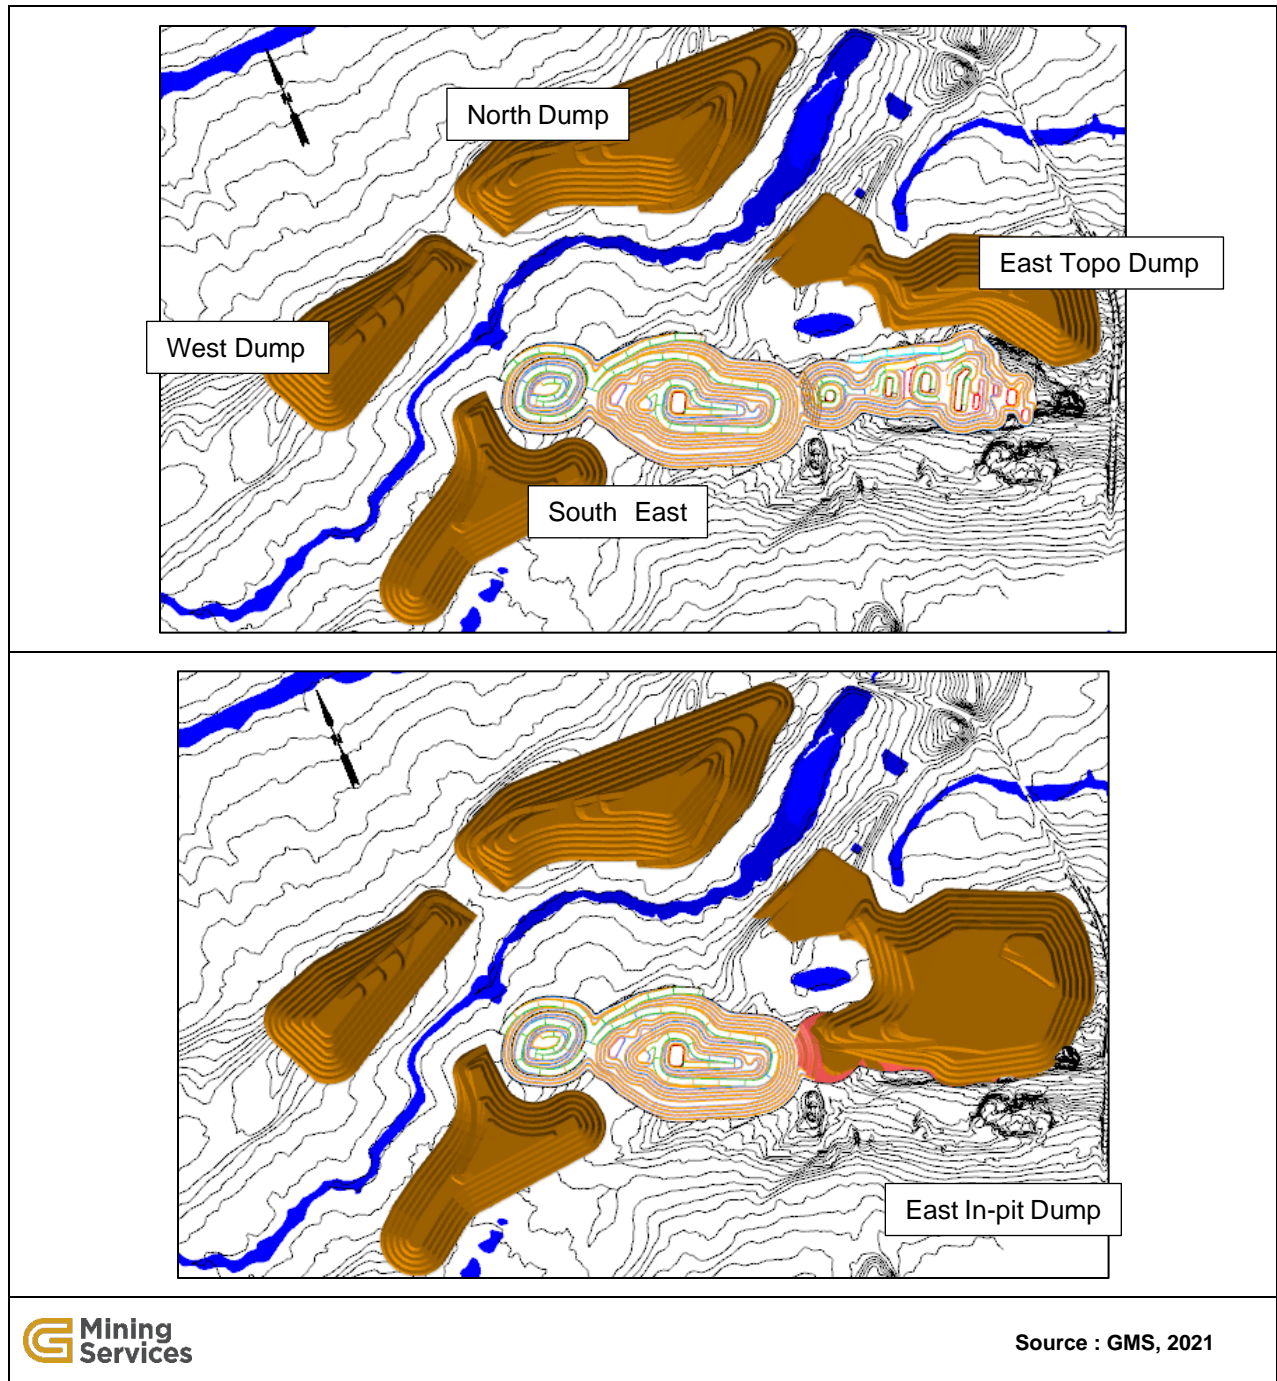 North Dump
East Topo Dump
West Dump
South East
East In-pit Dump
G Mining
Services
Source : GMS, 2021